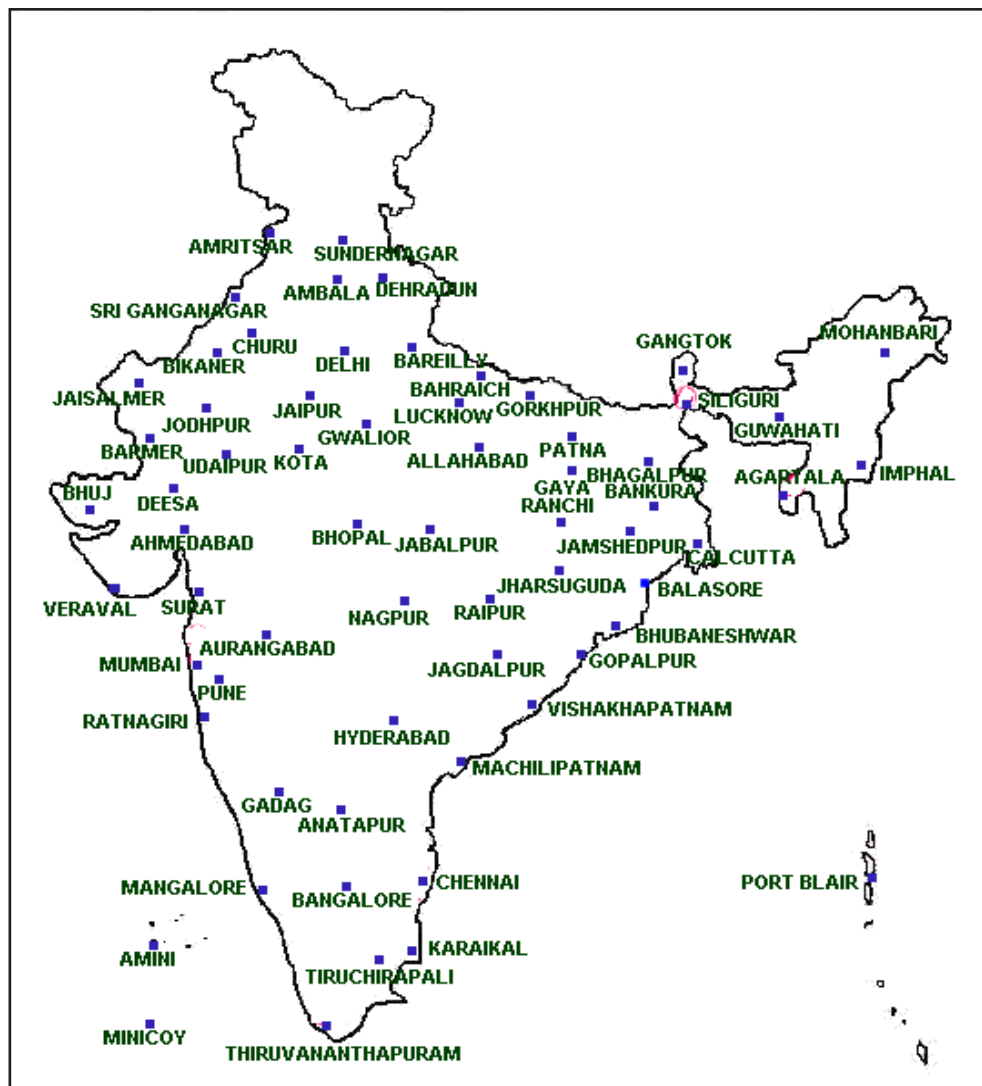 AMRITSAR
SUNDERNAGAR
AMBALA
DEHRADUN
SRI GANGANAGAR
CHURU
MOHANBARI
BIKANER
DELHI
BAREILLY
GANGTOK
BAHRAICH
JAISALMER
JODHPUR
JAIPUR
LUCKNOW
GORKHPUR
SILIGURI
GWALIOR
GUWAHATI
BARMER
UDAIPUR
KOTA
ALLAHABAD
PATNA
BHAGALPUR
AGARYALA
IMPHAL
BHUJ
DEESA
GAYA
BANKURA
RANCHI
AHMEDABAD
BHOPAL
JABALPUR
JAMSHEDPUR
CALCUTTA
JHARSUGUDA
BALASORE
VERAVAL
SURAT
NAGPUR
RAIPUR
AURANGABAD
BHUBANESHWAR
MUMBAI
JAGDALPUR
GOPALPUR
PUNE
RATNAGIRI
VISHAKHAPATNAM
HYDERABAD
MACHILIPATNAM
GADAG
ANATAPUR
MANGALORE
BANGALORE
CHENNAI
PORT BLAIR
AMINI
KARAIKAL
TIRUCHIRAPALI
MINICOY
THIRUVANANTHAPURAM